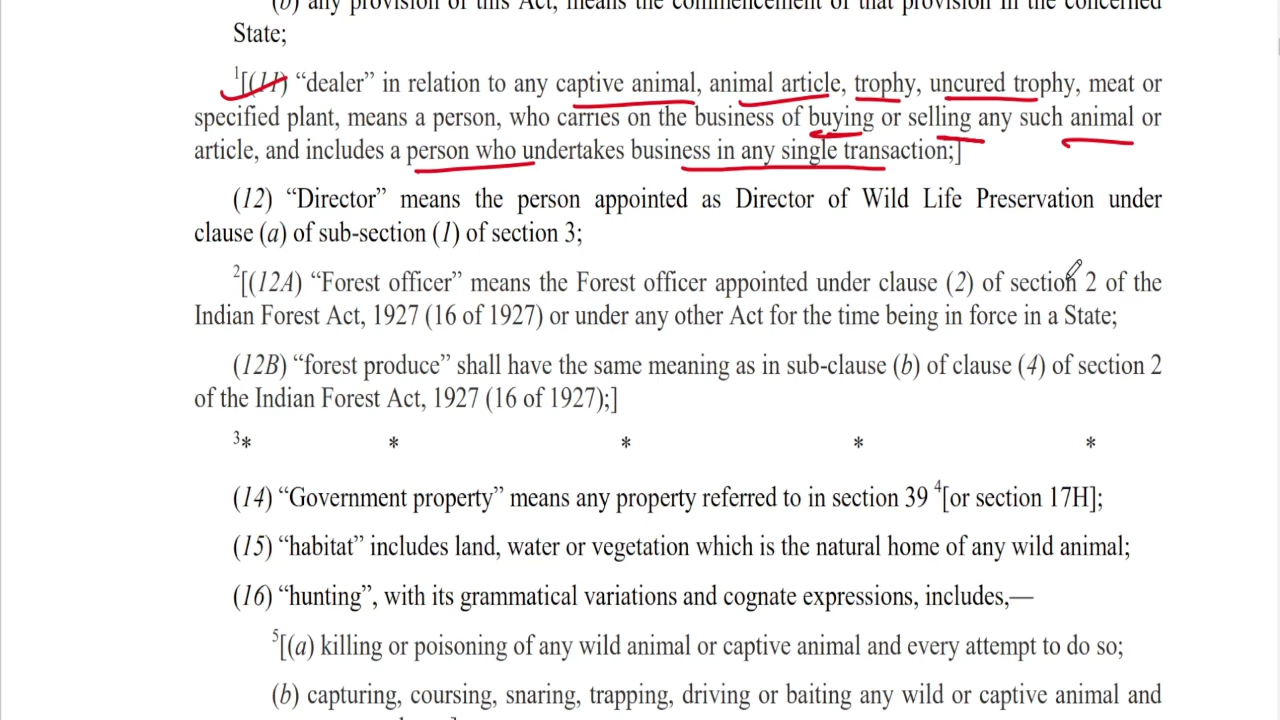 (b) any provision of this Act, means the commencement of that provision in the concerned
State;
1[(11) “dealer” in relation to any captive animal, animal article, trophy, uncured trophy, meat or
specified plant, means a person, who carries on the business of buying or selling any such animal or
article, and includes a person who undertakes business in any single transaction;]
(12) “Director” means the person appointed as Director of Wild Life Preservation under
clause (a) of sub-section (1) of section 3;
2[(12A) “Forest officer” means the Forest officer appointed under clause (2) of section 2 of the
Indian Forest Act, 1927 (16 of 1927) or under any other Act for the time being in force in a State;
(12B) “forest produce” shall have the same meaning as in sub-clause (b) of clause (4) of section 2
of the Indian Forest Act, 1927 (16 of 1927);]
3* * * * *
(14) “Government property” means any property referred to in section 39 4[or section 17H];
(15) “habitat” includes land, water or vegetation which is the natural home of any wild animal;
(16) “hunting”, with its grammatical variations and cognate expressions, includes,—
5[(a) killing or poisoning of any wild animal or captive animal and every attempt to do so;
(b) capturing, coursing, snaring, trapping, driving or baiting any wild or captive animal and